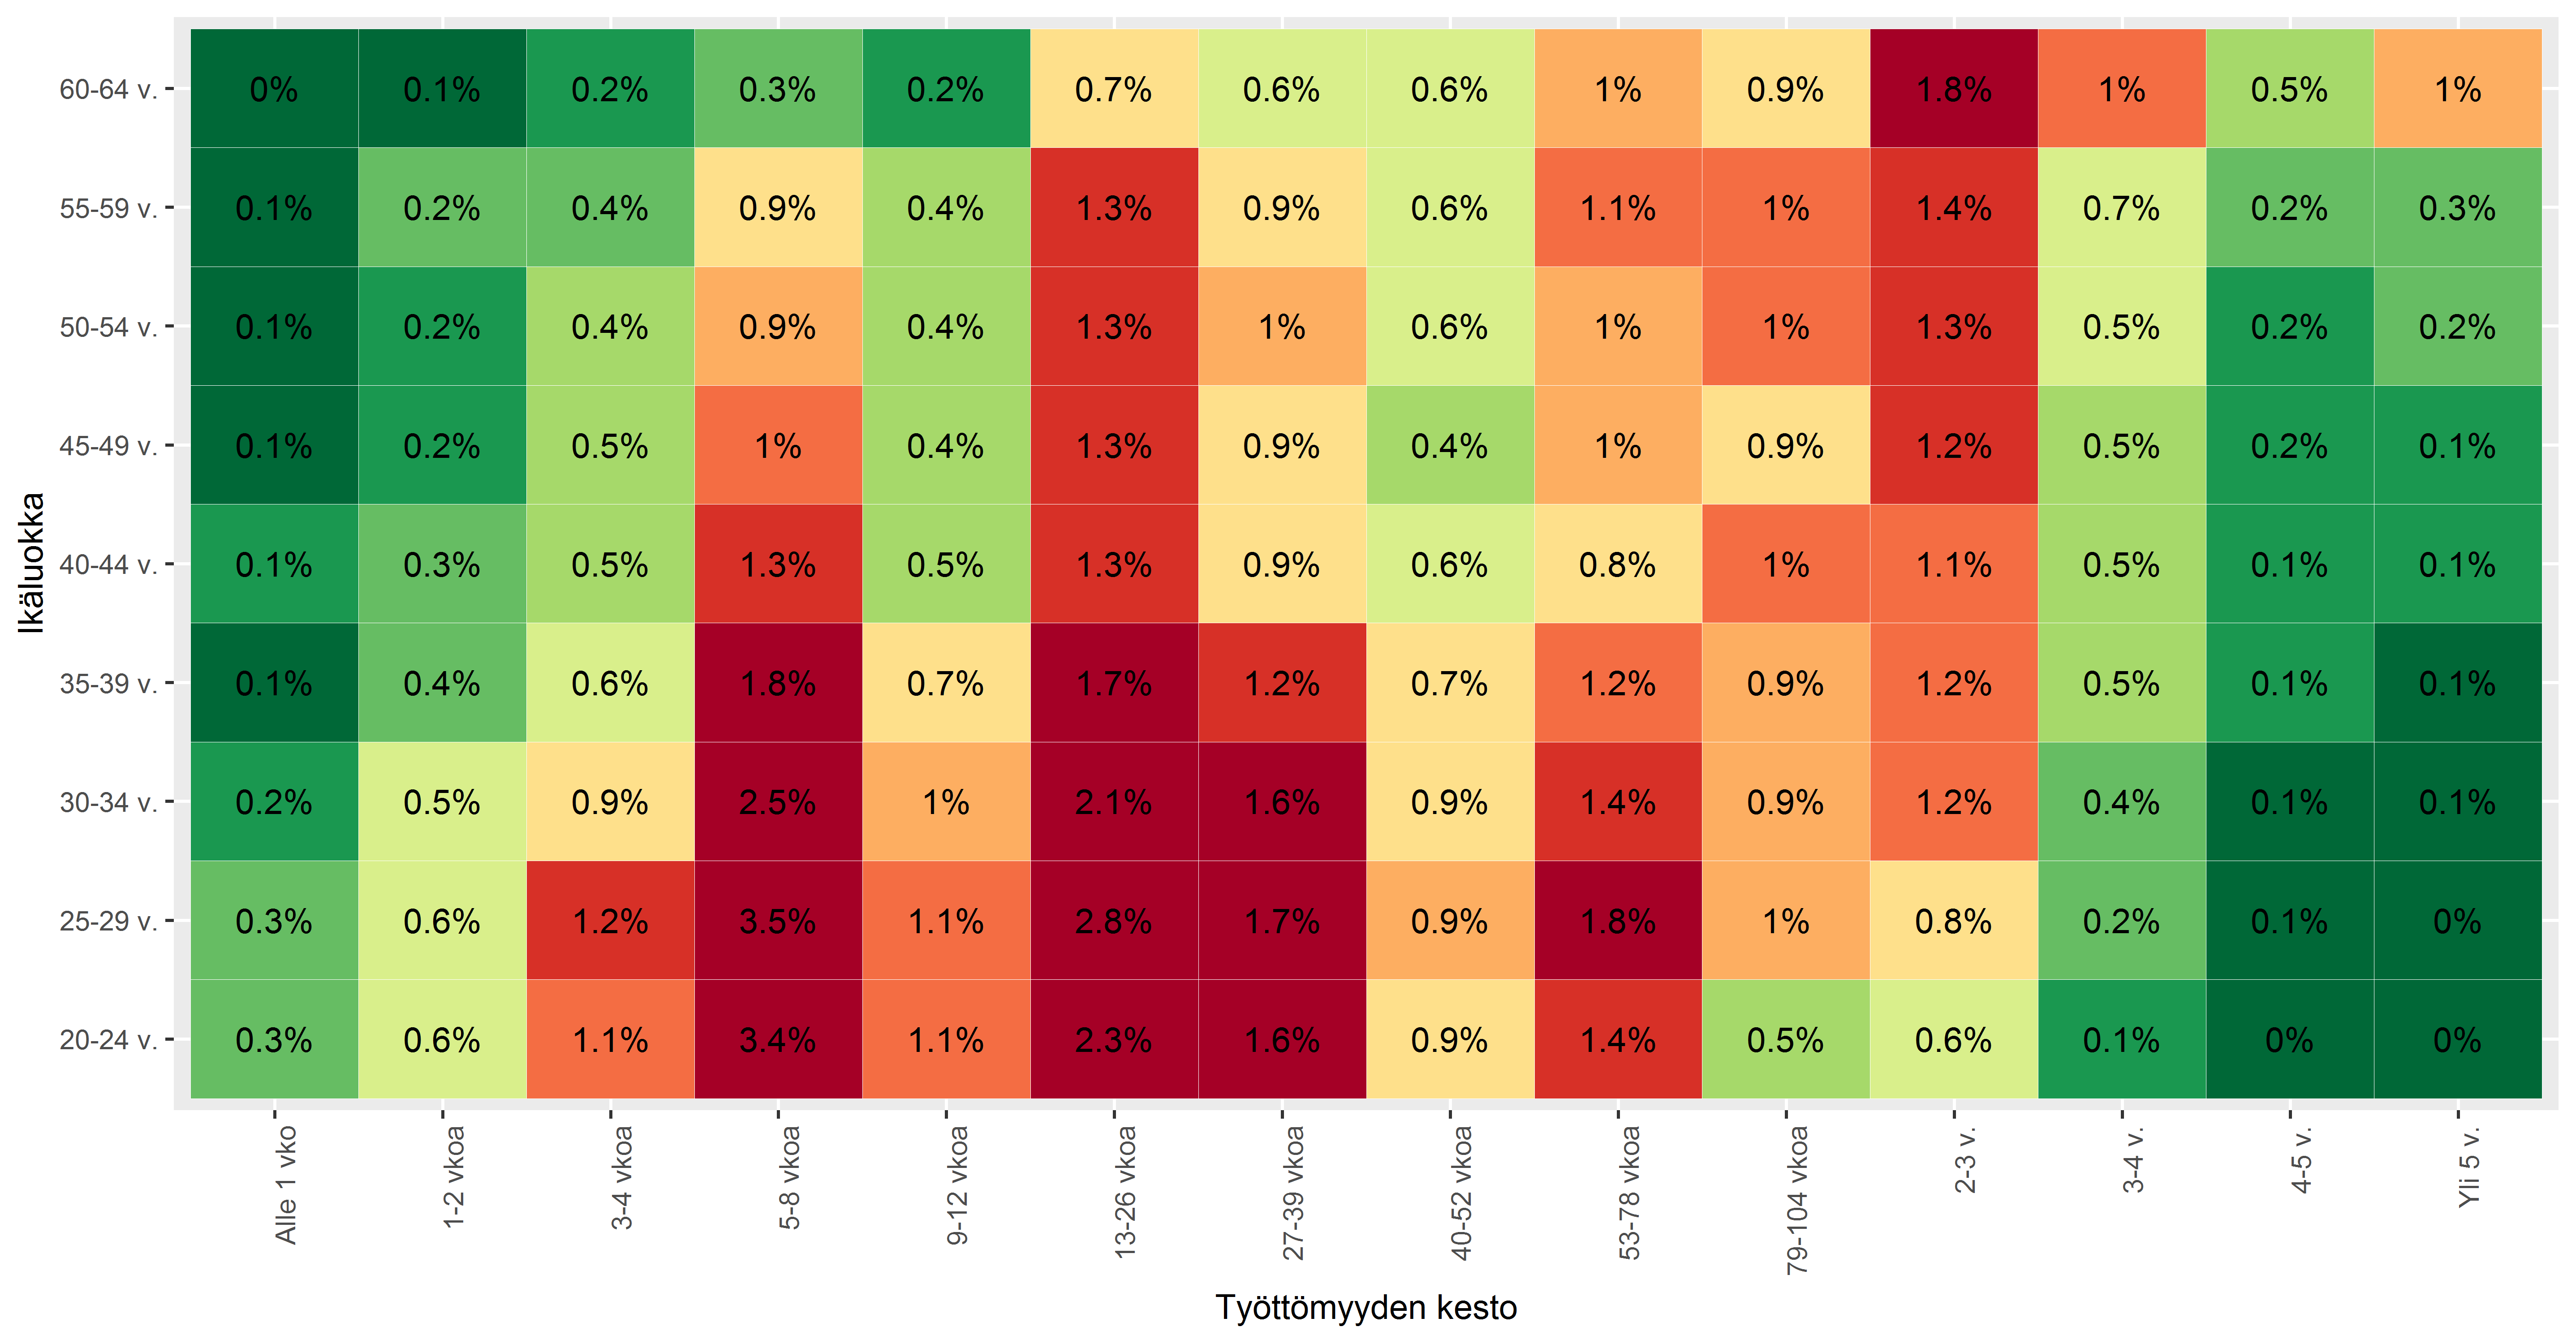 Ikäluokka
60-64 v. 0% 0.1% 0.2% 0.3% 0.2% 0.7% 0.6% 0.6% 1% 0.9% 1.8% 1% 0.5% 1%
55-59 v. 0.1% 0.2% 0.4% 0.9% 0.4% 1.3% 0.9% 0.6% 1.1% 1% 1.4% 0.7% 0.2% 0.3%
50-54 v. 0.1% 0.2% 0.4% 0.9% 0.4% 1.3% 1% 0.6% 1% 1% 1.3% 0.5% 0.2% 0.2%
45-49 v. 0.1% 0.2% 0.5% 1% 0.4% 1.3% 0.9% 0.4% 1% 0.9% 1.2% 0.5% 0.2% 0.1%
40-44 v. 0.1% 0.3% 0.5% 1.3% 0.5% 1.3% 0.9% 0.6% 0.8% 1% 1.1% 0.5% 0.1% 0.1%
35-39 v. 0.1% 0.4% 0.6% 1.8% 0.7% 1.7% 1.2% 0.7% 1.2% 0.9% 1.2% 0.5% 0.1% 0.1%
30-34 v. 0.2% 0.5% 0.9% 2.5% 1% 2.1% 1.6% 0.9% 1.4% 0.9% 1.2% 0.4% 0.1% 0.1%
25-29 v. 0.3% 0.6% 1.2% 3.5% 1.1% 2.8% 1.7% 0.9% 1.8% 1% 0.8% 0.2% 0.1% 0%
20-24 v. 0.3% 0.6% 1.1% 3.4% 1.1% 2.3% 1.6% 0.9% 1.4% 0.5% 0.6% 0.1% 0% 0%
Alle 1 vko
1-2 vkoa
3-4 vkoa
5-8 vkoa
9-12 vkoa
13-26 vkoa
27-39 vkoa
40-52 vkoa
53-78 vkoa
79-104 vkoa
2-3 v.
3-4 v.
4-5 v.
Yli 5 v.
Työttömyyden kesto